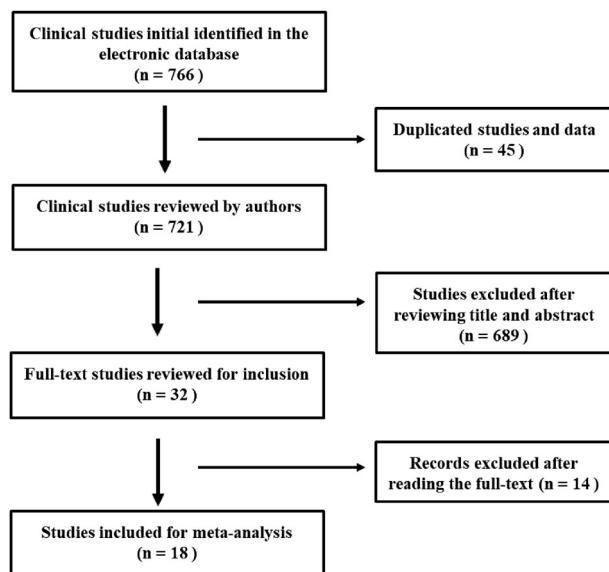 Clinical studies initial identified in the
electronic database
(n = 766 )
Duplicated studies and data
(n = 45 )
Clinical studies reviewed by authors
(n = 721 )
Studies excluded after
reviewing title and abstract
(n = 689 )
Full-text studies reviewed for inclusion
(n = 32 )
Records excluded after
reading the full-text (n = 14 )
Studies included for meta-analysis
(n = 18 )